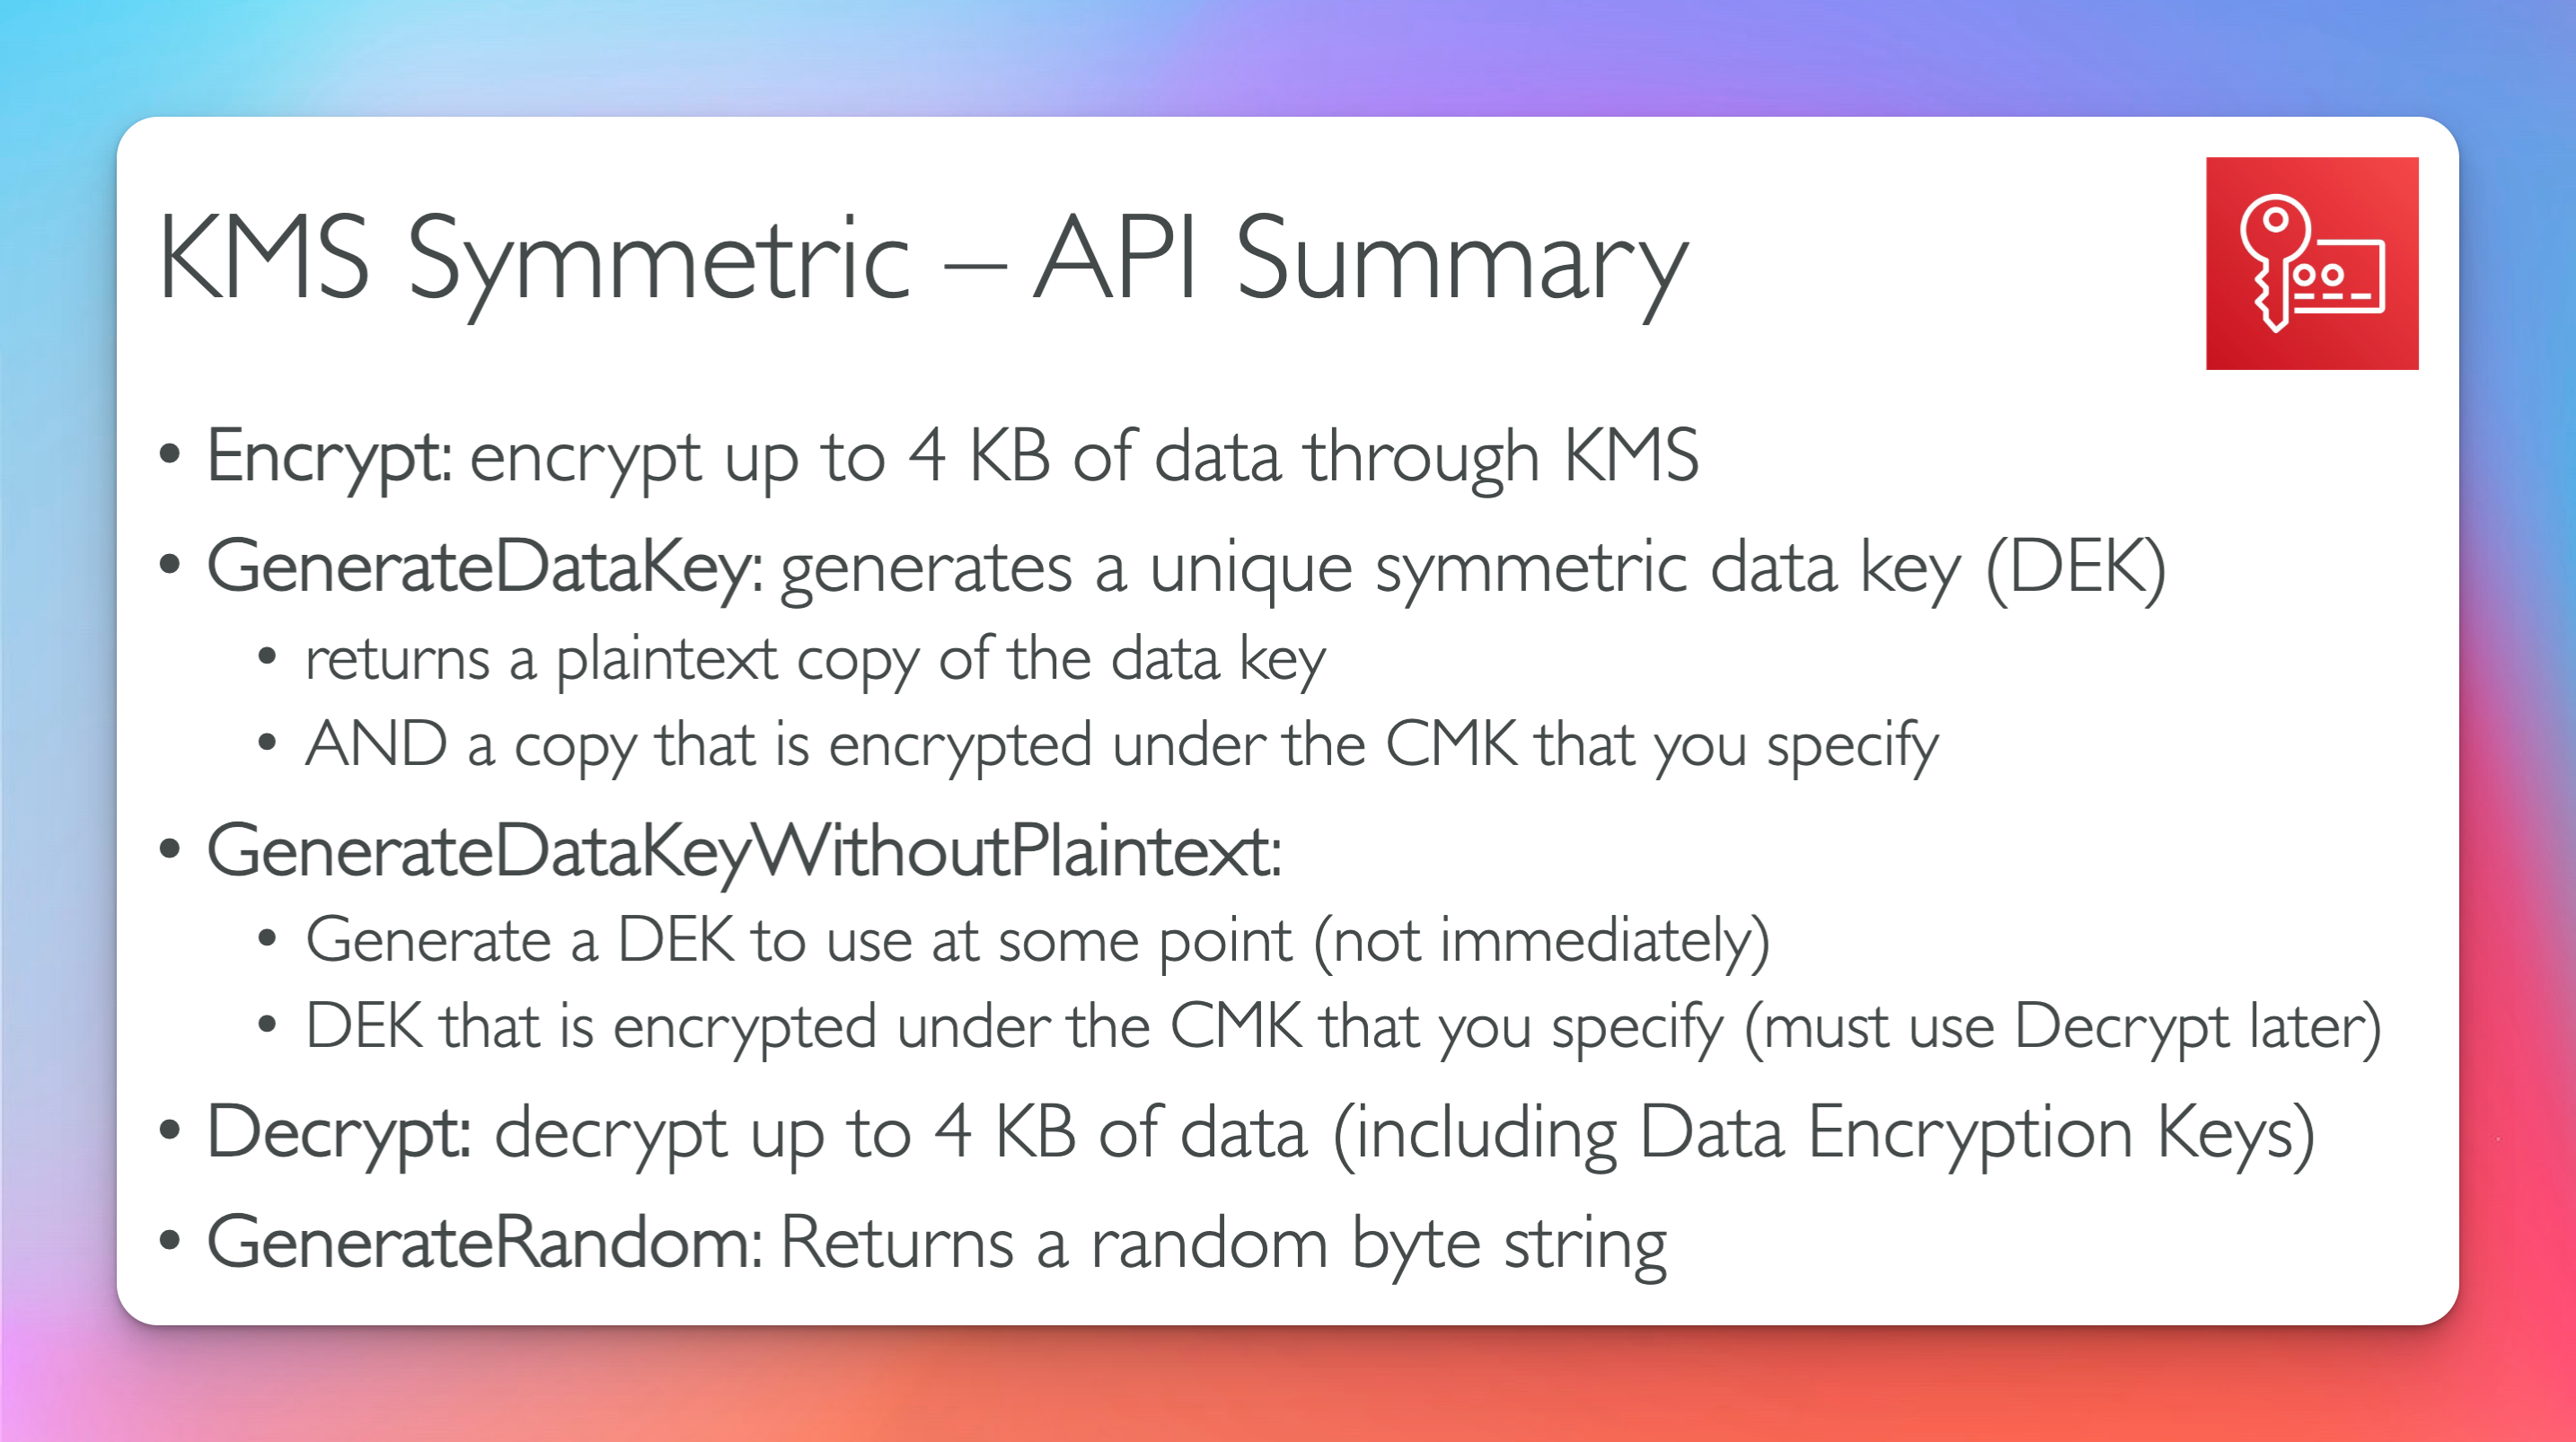 KMS Symmetric – API Summary
• Encrypt: encrypt up to 4 KB of data through KMS
• GenerateDataKey: generates a unique symmetric data key (DEK)
• returns a plaintext copy of the data key
• AND a copy that is encrypted under the CMK that you specify
• GenerateDataKeyWithoutPlaintext:
• Generate a DEK to use at some point (not immediately)
• DEK that is encrypted under the CMK that you specify (must use Decrypt later)
• Decrypt: decrypt up to 4 KB of data (including Data Encryption Keys)
• GenerateRandom: Returns a random byte string